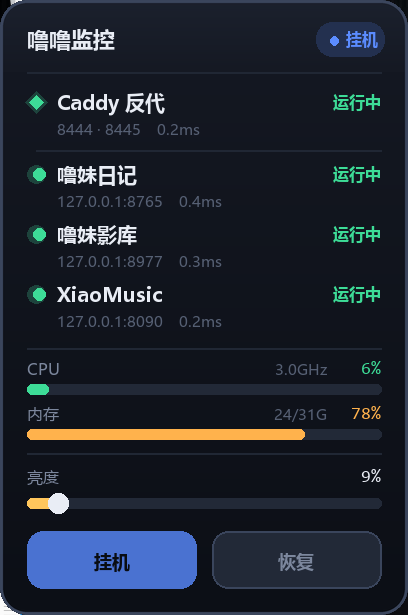 噜噜监控 挂机
Caddy 反代 运行中
8444 · 8445 0.2ms
噜妹日记 运行中
127.0.0.1:8765 0.4ms
噜妹影库 运行中
127.0.0.1:8977 0.3ms
XiaoMusic 运行中
127.0.0.1:8090 0.2ms
CPU 3.0GHz 6%
内存 24/31G 78%
亮度 9%
挂机 恢复